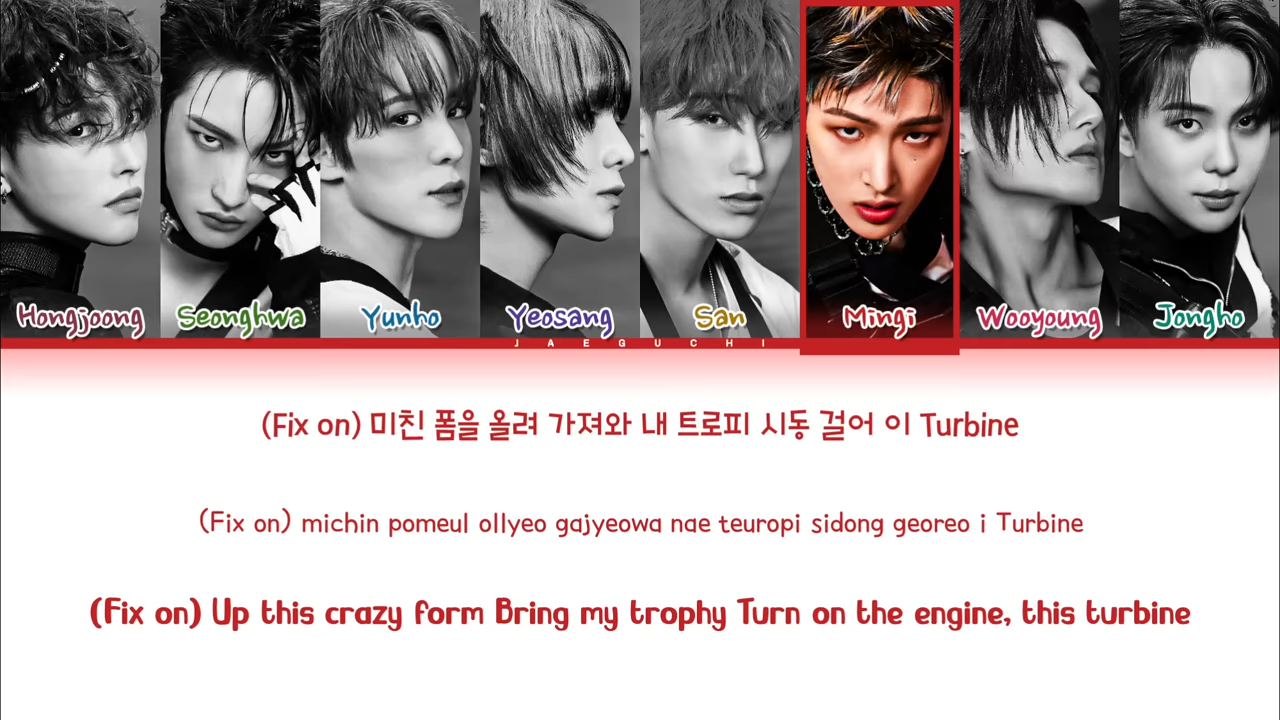 Hongjoong
Seonghwa
Yunho
Yeosang
San
Mingi
Wooyoung
Jongho
JAEGUCHI
(Fix on) 미친 폼을 올려 가져와 내 트로피 시동 걸어 이 Turbine
(Fix on) michin pomeul ollyeo gajyeowa nae teuropi sidong georeo i Turbine
(Fix on) Up this crazy form Bring my trophy Turn on the engine, this turbine